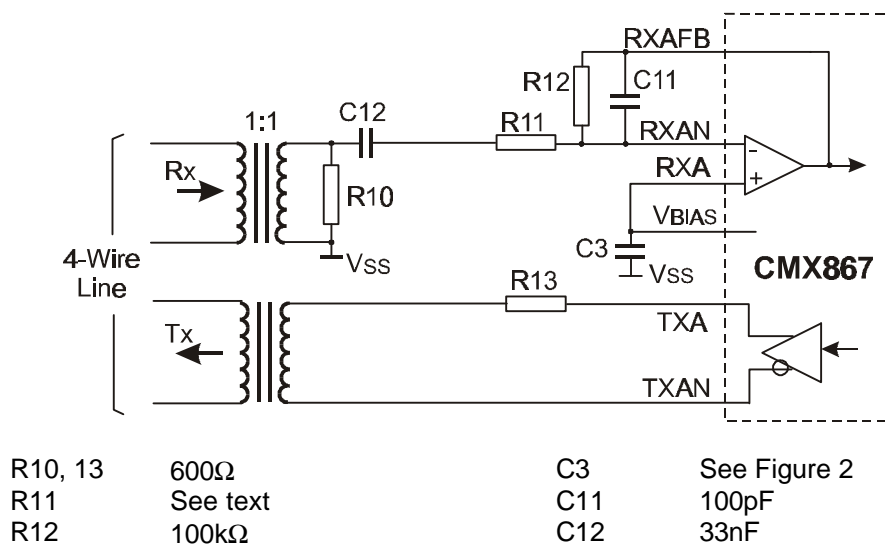 RXAFB
R12
C11
1:1
C12
R11
RXAN
-
Rx
R10
RXA
+
VBIAS
4-Wire
Line
VSS
C3
VSS
CMX867
R13
Tx
TXA
TXAN
R10, 13 600Ω C3 See Figure 2
R11 See text C11 100pF
R12 100kΩ C12 33nF